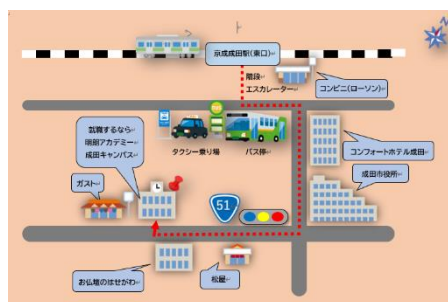 京成成田駅(東口)
階段
エスカレーター
コンビニ(ローソン)
就職するなら
明朗アカデミー
成田キャンパス
タクシー乗り場
バス停
コンフォートホテル成田
ガスト
51
成田市役所
お仏壇のはせがわ
松屋